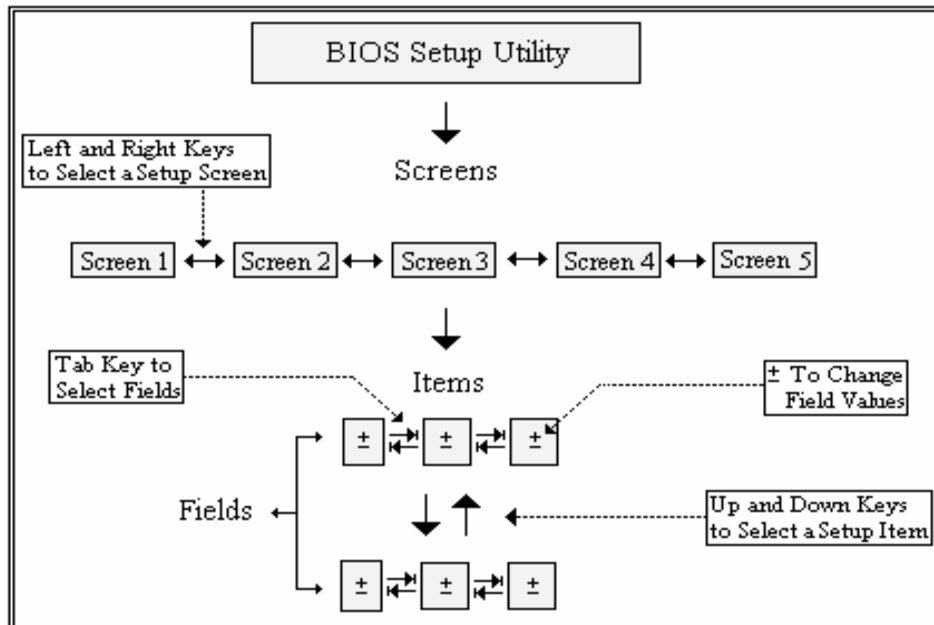 BIOS Setup Utility
Left and Right Keys
to Select a Setup Screen
Screens
Screen 1
Screen 2
Screen 3
Screen 4
Screen 5
Tab Key to
Select Fields
Items
± To Change
Field Values
± ± ±
Fields
Up and Down Keys
to Select a Setup Item
± ± ±